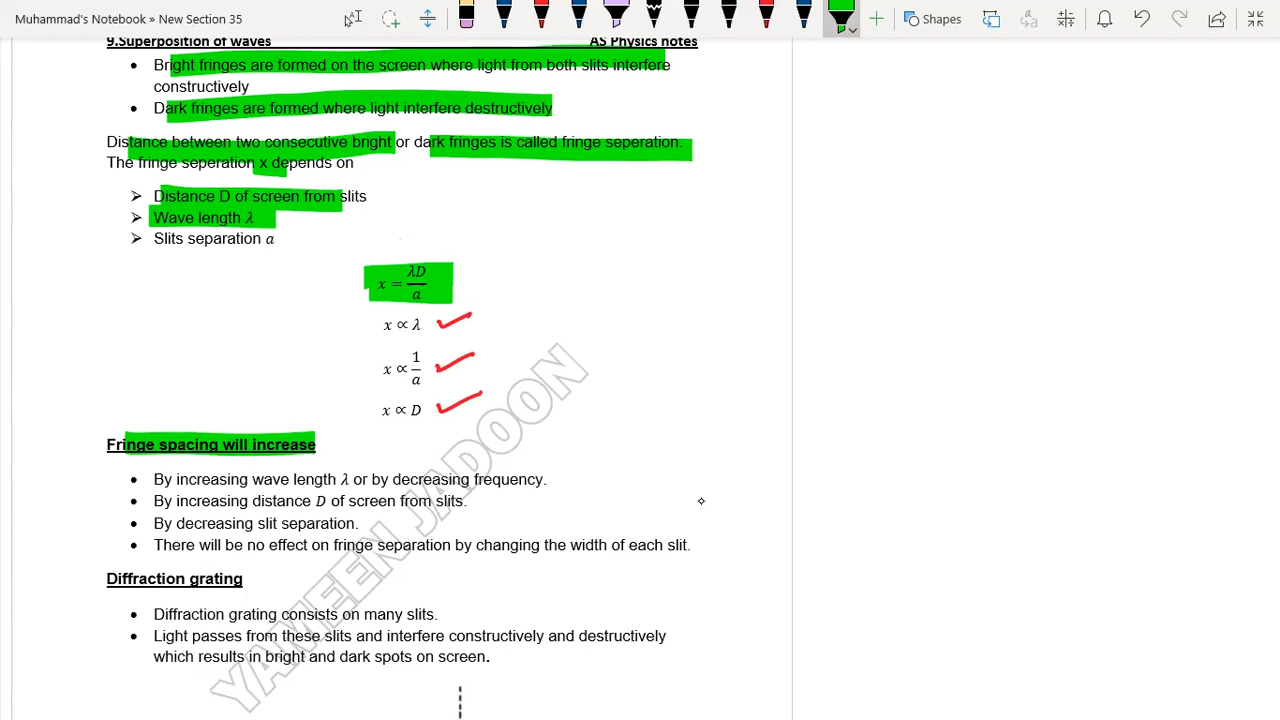 Muhammad's Notebook » New Section 35
Shapes
9.Superposition of waves AS Physics notes
• Bright fringes are formed on the screen where light from both slits interfere
constructively
• Dark fringes are formed where light interfere destructively
Distance between two consecutive bright or dark fringes is called fringe seperation.
The fringe seperation x depends on
➢ Distance D of screen from slits
➢ Wave length λ
➢ Slits separation a
x = λD/a
x ∝ λ
x ∝ 1/a
x ∝ D
Fringe spacing will increase
• By increasing wave length λ or by decreasing frequency.
• By increasing distance D of screen from slits.
• By decreasing slit separation.
• There will be no effect on fringe separation by changing the width of each slit.
Diffraction grating
• Diffraction grating consists on many slits.
• Light passes from these slits and interfere constructively and destructively
which results in bright and dark spots on screen.
YAMEEN JADOON